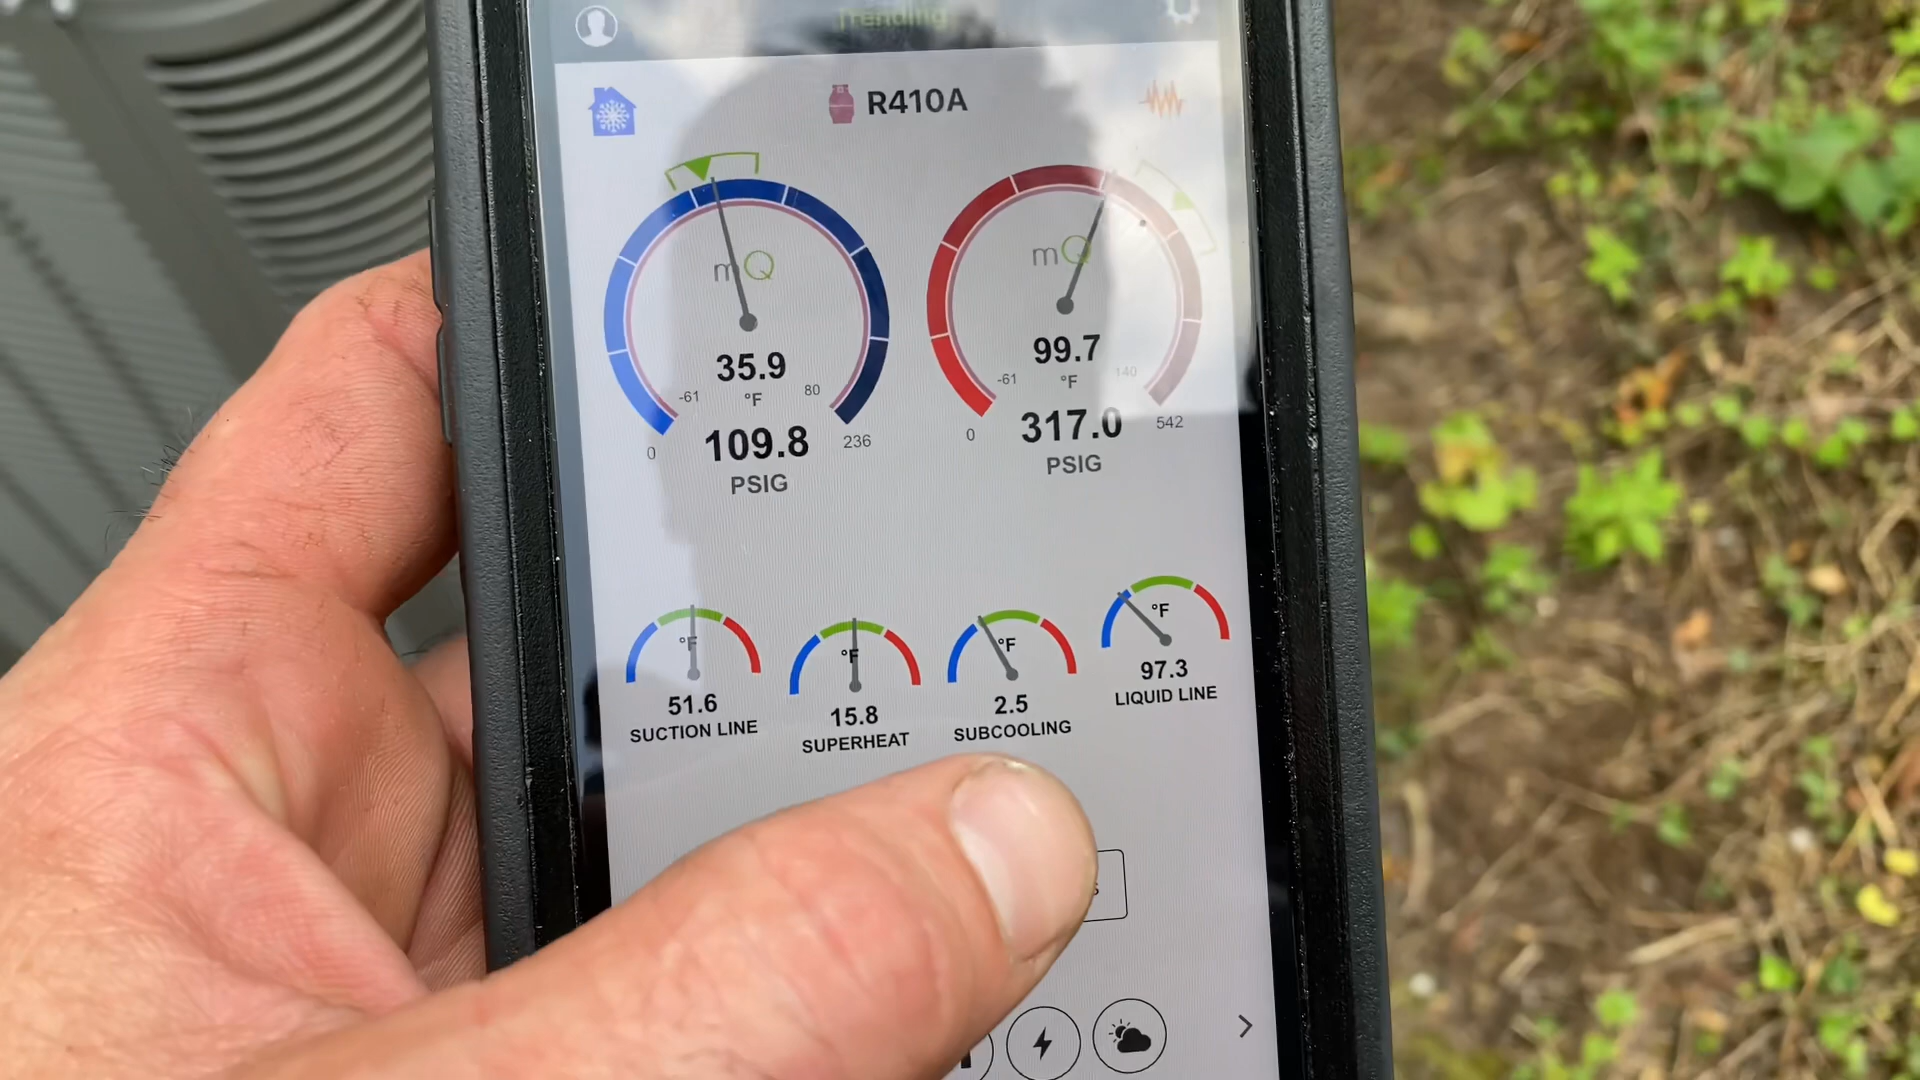 Trending
R410A
mQ
35.9
°F
-61
80
109.8
0
236
PSIG
mQ
99.7
°F
-61
140
317.0
0
542
PSIG
°F
51.6
SUCTION LINE
°F
15.8
SUPERHEAT
°F
2.5
SUBCOOLING
°F
97.3
LIQUID LINE